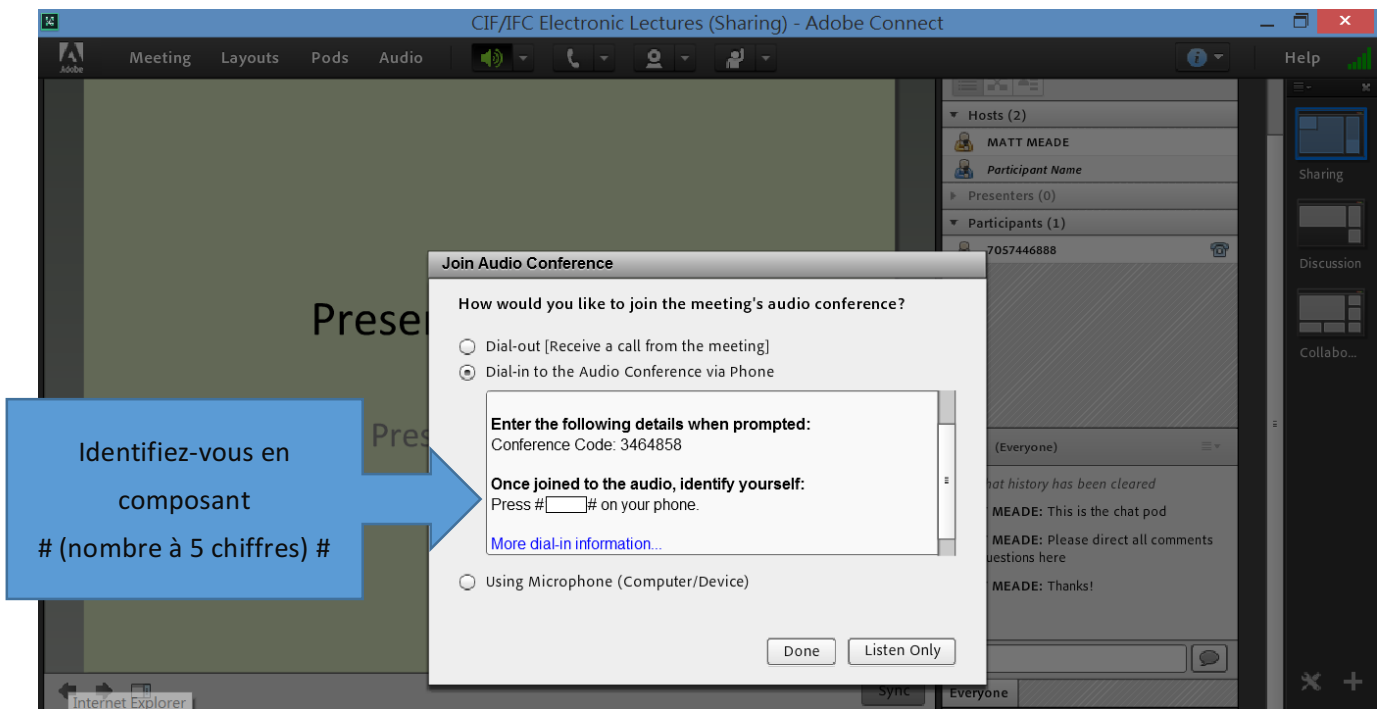 CIF/IFC Electronic Lectures (Sharing) - Adobe Connect
Adobe
Meeting Layouts Pods Audio
Help
Hosts (2)
MATT MEADE
Participant Name
Presenters (0)
Participants (1)
7057446888
Sharing
Discussion
Collabo...
Join Audio Conference
How would you like to join the meeting's audio conference?
Dial-out [Receive a call from the meeting]
Dial-in to the Audio Conference via Phone
Enter the following details when prompted:
Conference Code: 3464858
Once joined to the audio, identify yourself:
Press # # on your phone.
More dial-in information...
Using Microphone (Computer/Device)
Done
Listen Only
Identifiez-vous en
composant
# (nombre à 5 chiffres) #
(Everyone)
history has been cleared
MEADE: This is the chat pod
MEADE: Please direct all comments
here
MEADE: Thanks!
Everyone
Sync
Internet Explorer